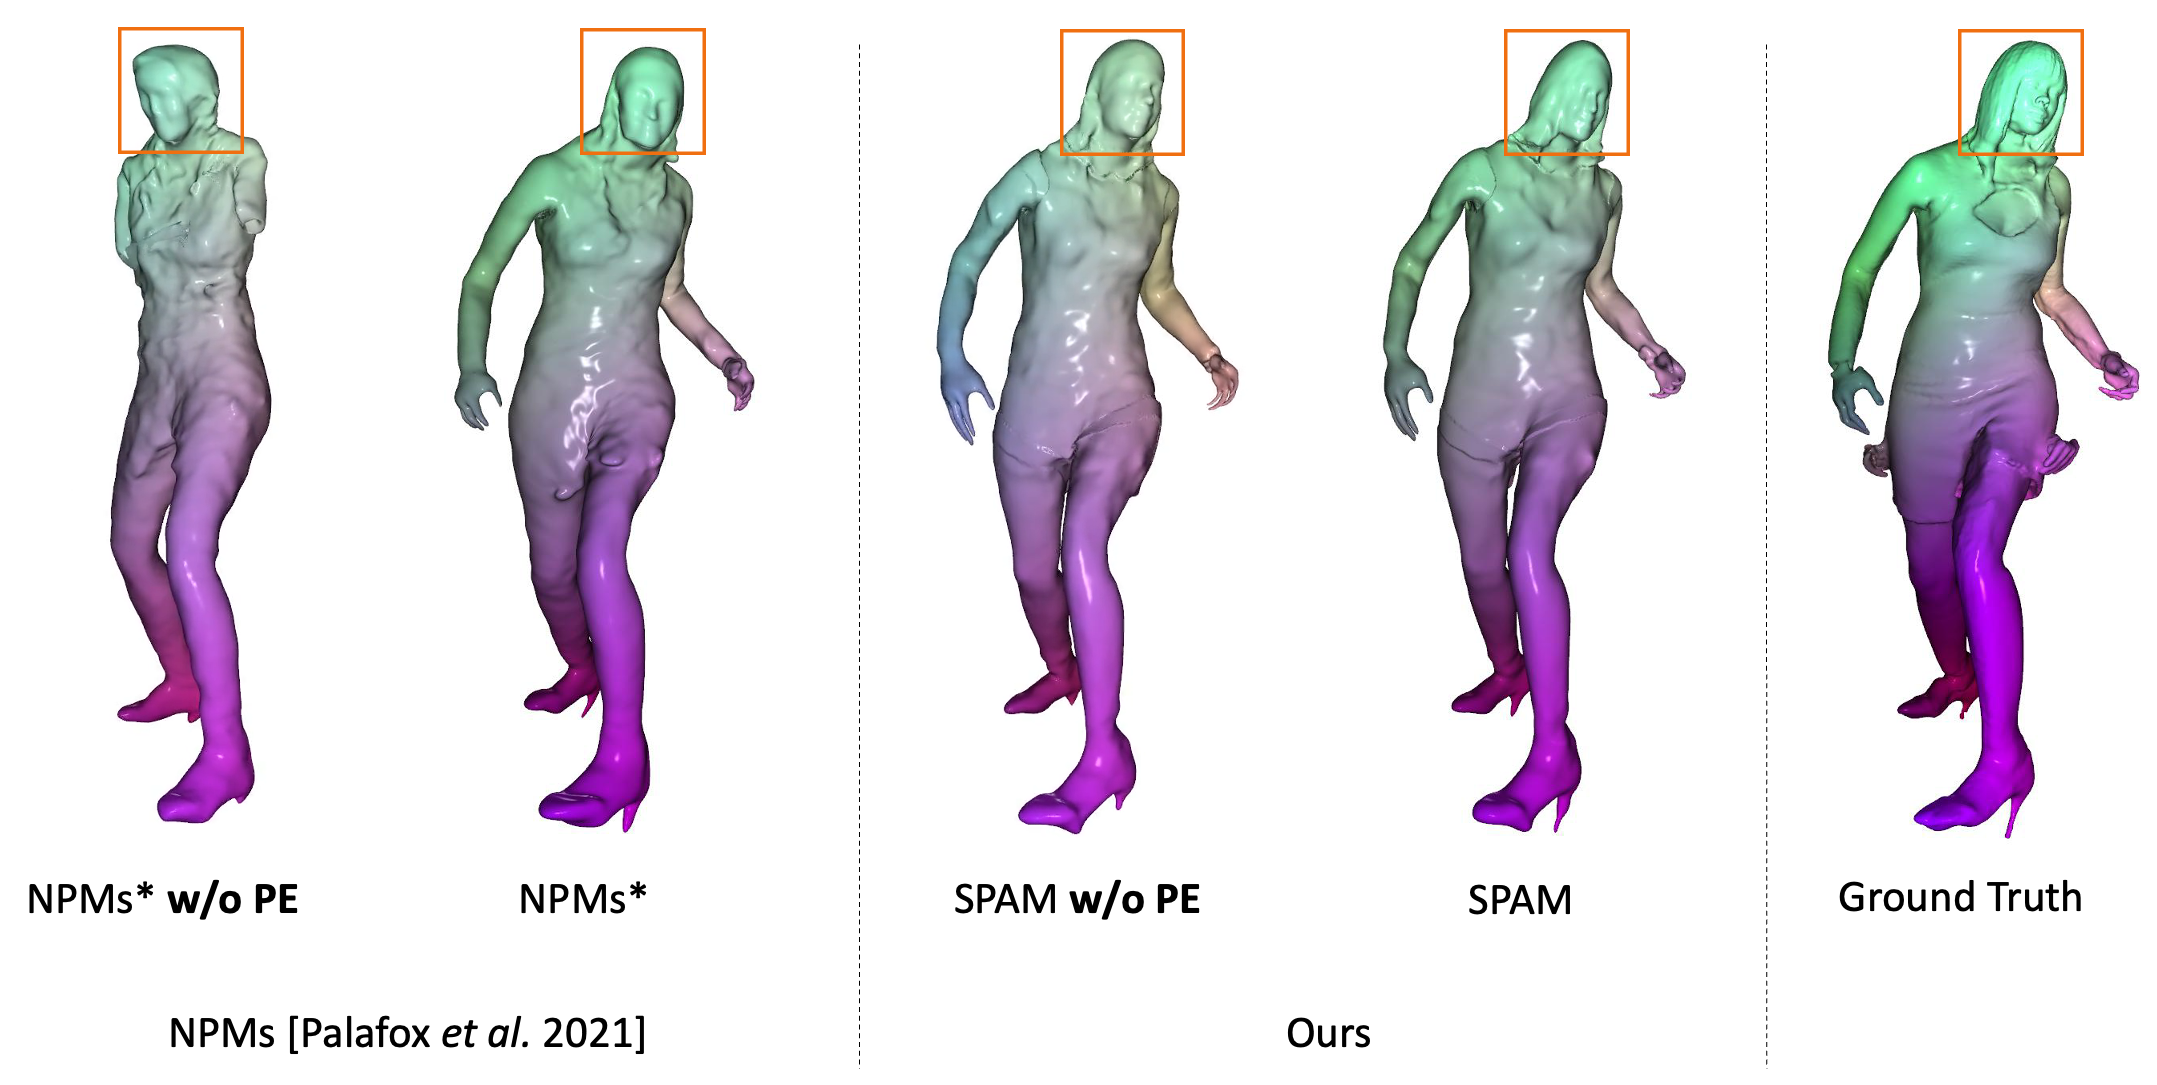 NPMs* w/o PE
NPMs*
SPAM w/o PE
SPAM
Ground Truth
NPMs [Palafox et al. 2021]
Ours